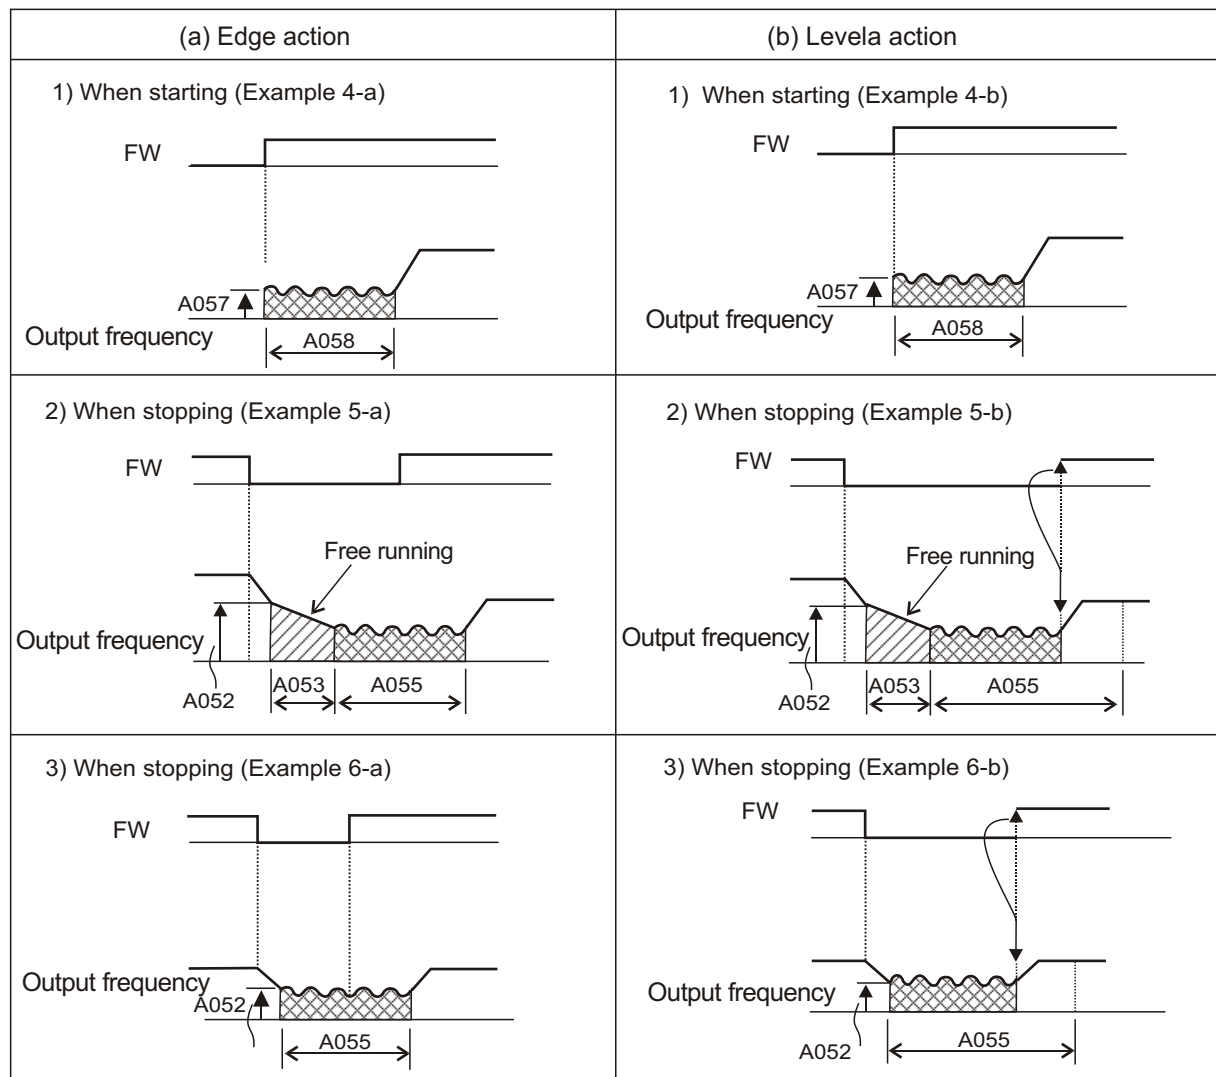 (a) Edge action
(b) Levela action
1) When starting (Example 4-a)
FW
A057
Output frequency
A058
1) When starting (Example 4-b)
FW
A057
Output frequency
A058
2) When stopping (Example 5-a)
FW
Free running
Output frequency
A052
A053
A055
2) When stopping (Example 5-b)
FW
Free running
Output frequency
A052
A053
A055
3) When stopping (Example 6-a)
FW
Output frequency
A052
A055
3) When stopping (Example 6-b)
FW
Output frequency
A052
A055